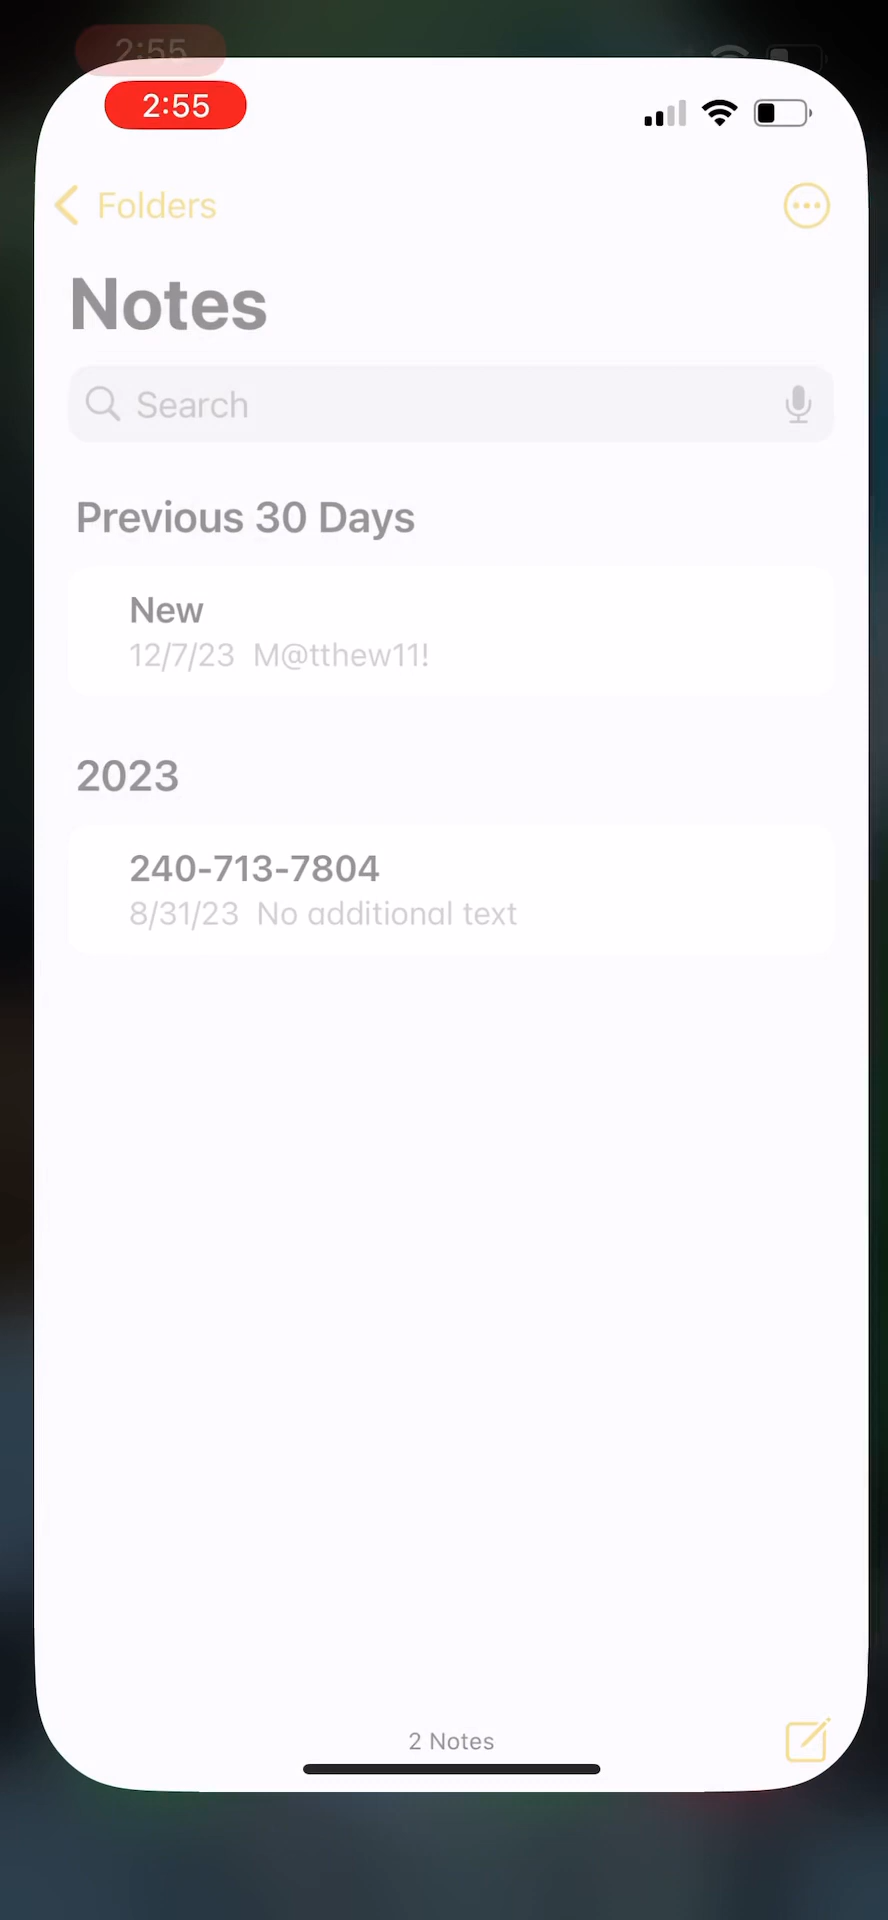 2:55
2:55
Folders
Notes
Search
Previous 30 Days
New
12/7/23 M@tthew11!
2023
240-713-7804
8/31/23 No additional text
2 Notes